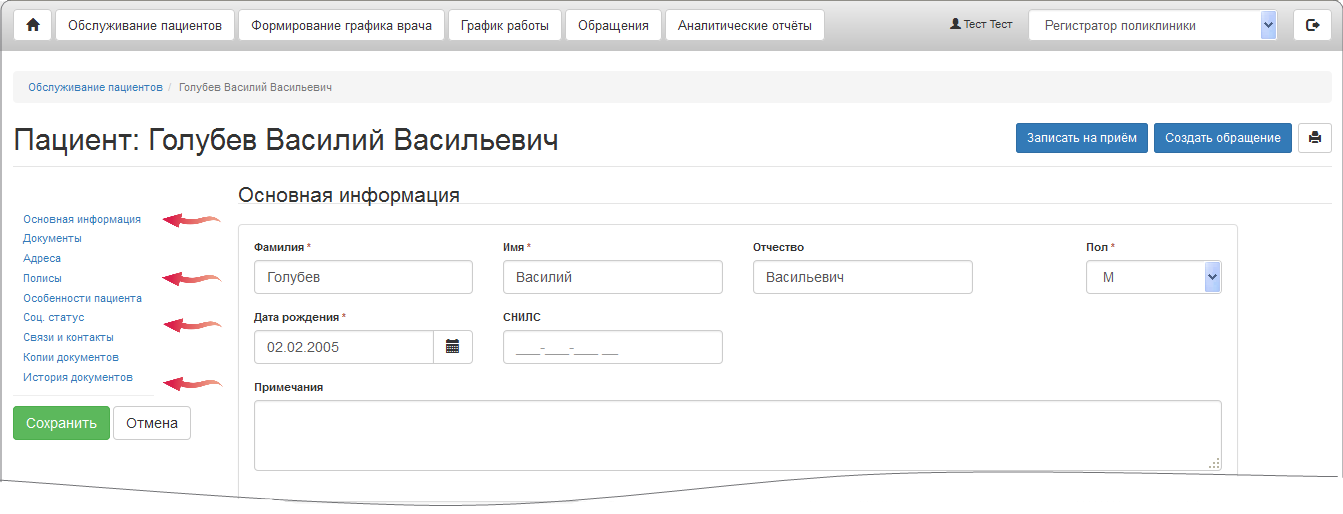 Обслуживание пациентов Формирование графика врача График работы Обращения Аналитические отчёты Тест Тест Регистратор поликлиники
Обслуживание пациентов / Голубев Василий Васильевич
Пациент: Голубев Василий Васильевич Записать на приём Создать обращение
Основная информация
Документы
Адреса
Полисы
Особенности пациента
Соц. статус
Связи и контакты
Копии документов
История документов
Сохранить Отмена
Основная информация
Фамилия * Имя * Отчество Пол *
Голубев Василий Васильевич М
Дата рождения * СНИЛС
02.02.2005 ___-___-___ __
Примечания